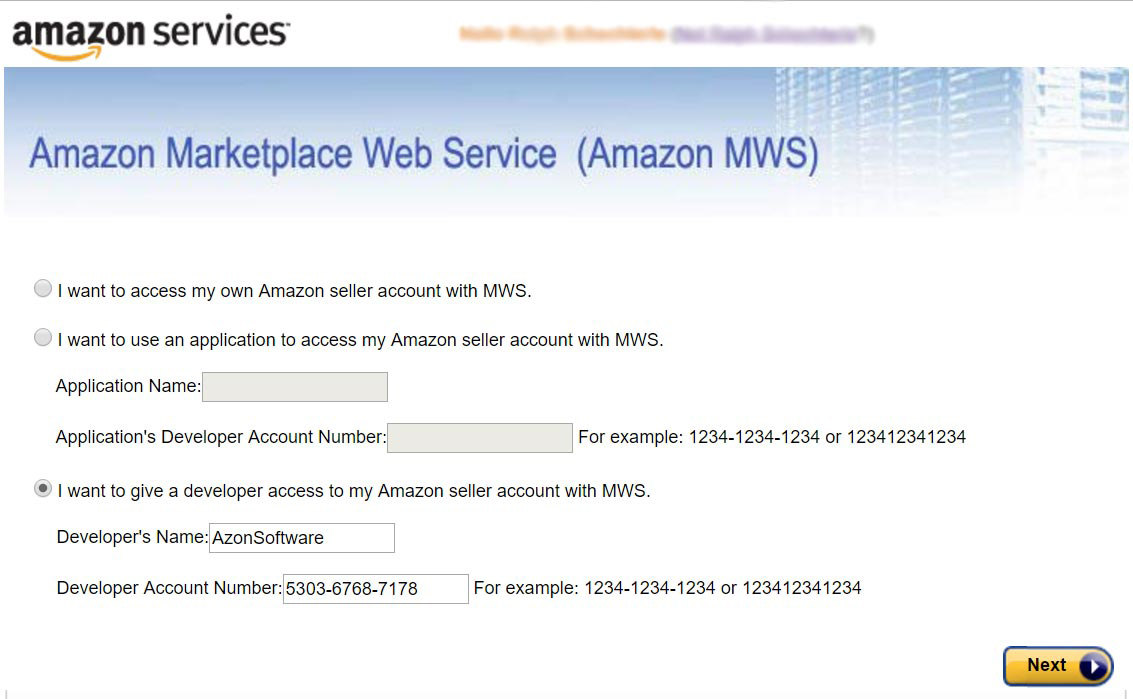 amazon services
Amazon Marketplace Web Service (Amazon MWS)
I want to access my own Amazon seller account with MWS.
I want to use an application to access my Amazon seller account with MWS.
Application Name:
Application's Developer Account Number: For example: 1234-1234-1234 or 123412341234
I want to give a developer access to my Amazon seller account with MWS.
Developer's Name: AzonSoftware
Developer Account Number: 5303-6768-7178 For example: 1234-1234-1234 or 123412341234
Next